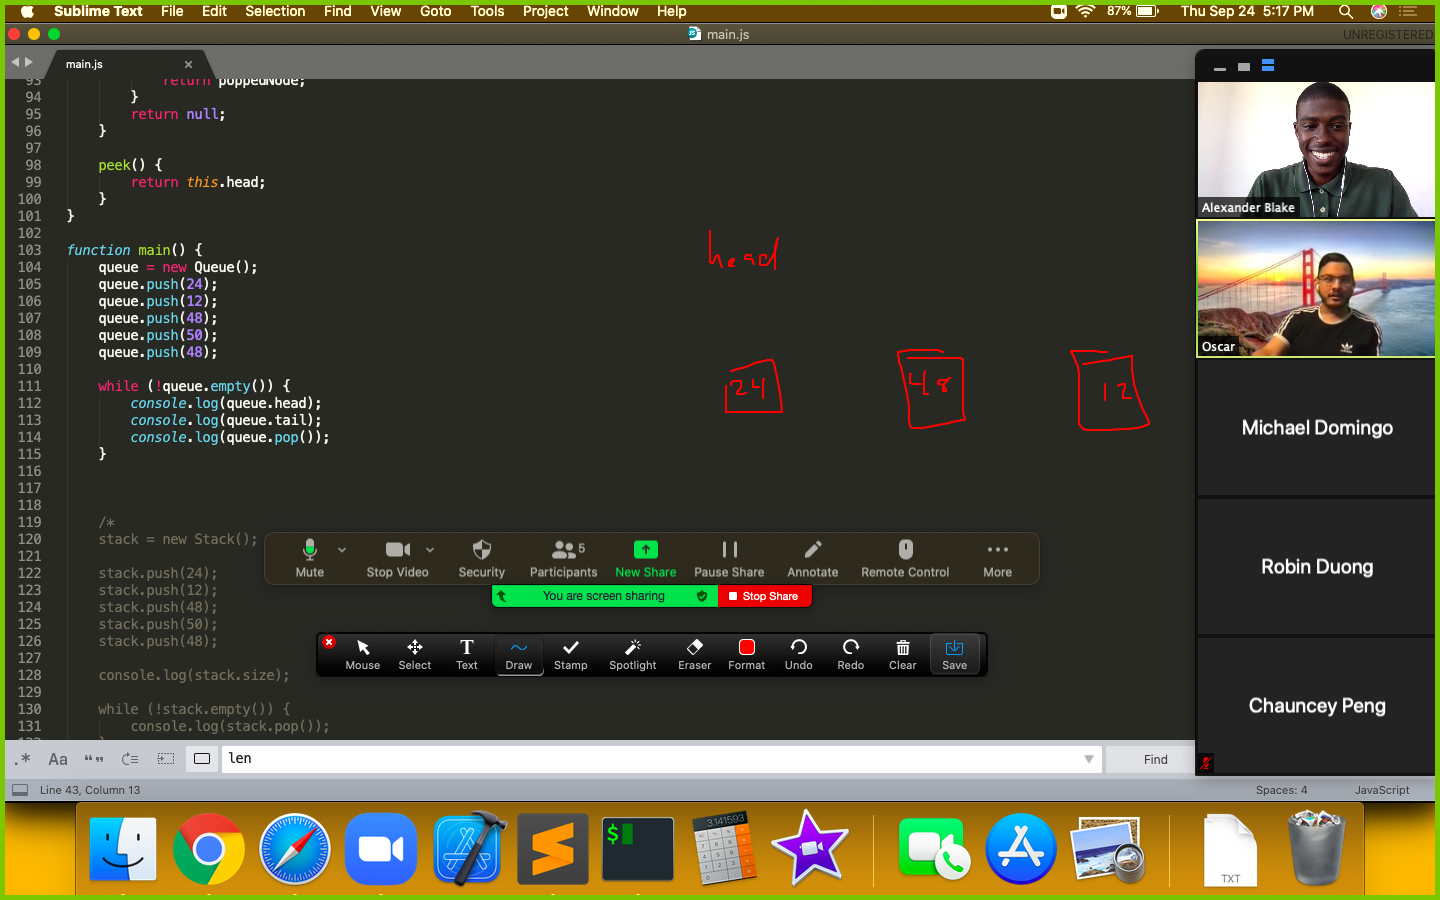 Sublime Text File Edit Selection Find View Goto Tools Project Window Help 87% Thu Sep 24 5:17 PM
main.js
UNREGISTERED
main.js
93 return poppedNode;
94 }
95 return null;
96 }
97
98 peek() {
99 return this.head;
100 }
101 }
102
103 function main() {
104 queue = new Queue();
105 queue.push(24);
106 queue.push(12);
107 queue.push(48);
108 queue.push(50);
109 queue.push(48);
110
111 while (!queue.empty()) {
112 console.log(queue.head);
113 console.log(queue.tail);
114 console.log(queue.pop());
115 }
116
117
118
119 /*
120 stack = new Stack();
121
122 stack.push(24);
123 stack.push(12);
124 stack.push(48);
125 stack.push(50);
126 stack.push(48);
127
128 console.log(stack.size);
129
130 while (!stack.empty()) {
131 console.log(stack.pop());
132 }
head
24 48 12
Alexander Blake
Oscar
Michael Domingo
Robin Duong
Chauncey Peng
5
Mute Stop Video Security Participants New Share Pause Share Annotate Remote Control More
You are screen sharing Stop Share
T
Mouse Select Text Draw Stamp Spotlight Eraser Format Undo Redo Clear Save
.* Aa “” len Find
Line 43, Column 13 Spaces: 4 JavaScript
3.141593
$
TXT